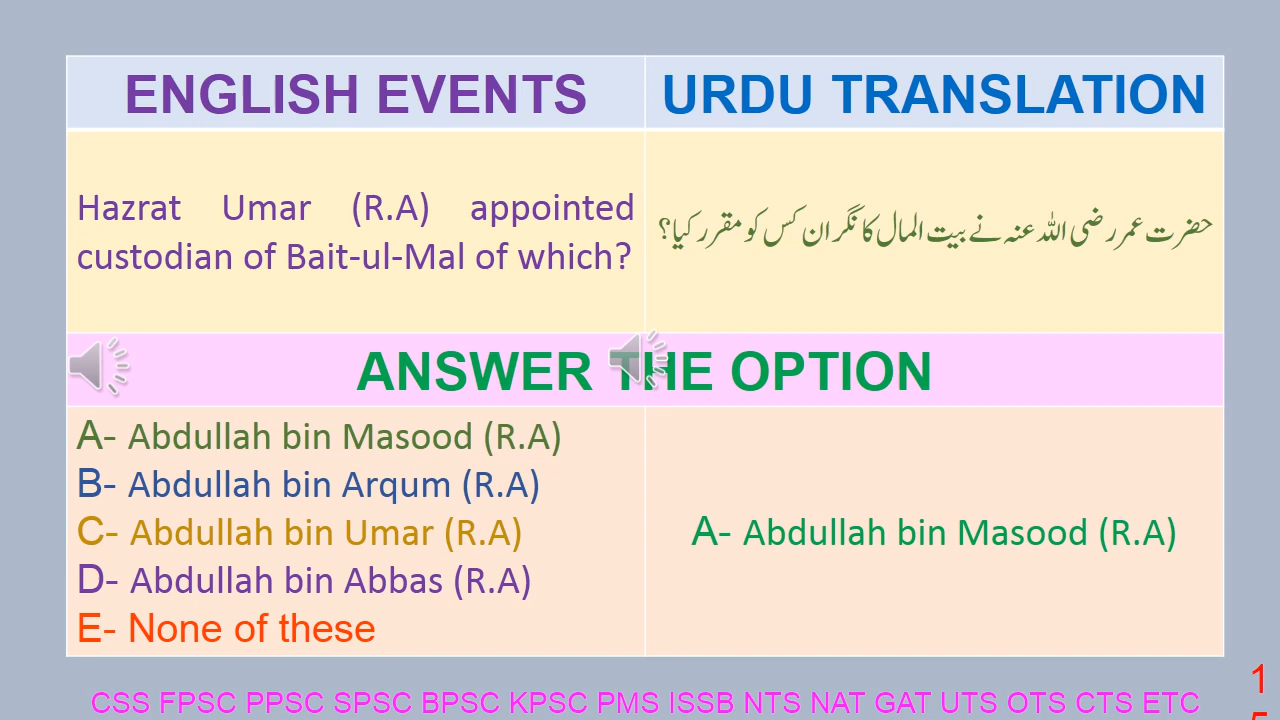 ENGLISH EVENTS
URDU TRANSLATION
Hazrat Umar (R.A) appointed
custodian of Bait-ul-Mal of which?
حضرت عمر رضی اللہ عنہ نے بیت المال کا نگران کس کو مقرر کیا؟
ANSWER THE OPTION
A- Abdullah bin Masood (R.A)
B- Abdullah bin Arqum (R.A)
C- Abdullah bin Umar (R.A)
D- Abdullah bin Abbas (R.A)
E- None of these
A- Abdullah bin Masood (R.A)
CSS FPSC PPSC SPSC BPSC KPSC PMS ISSB NTS NAT GAT UTS OTS CTS ETC
1